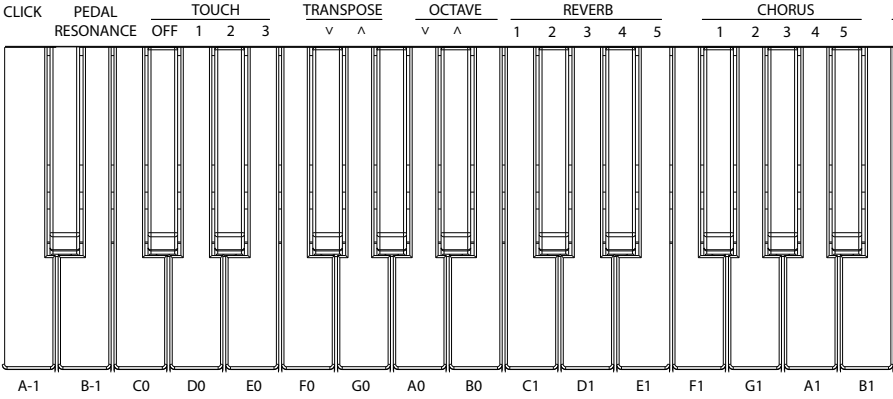 CLICK PEDAL TOUCH TRANSPOSE OCTAVE REVERB CHORUS
RESONANCE OFF 1 2 3 ˅ ˄ ˅ ˄ 1 2 3 4 5 1 2 3 4 5
A-1 B-1 C0 D0 E0 F0 G0 A0 B0 C1 D1 E1 F1 G1 A1 B1